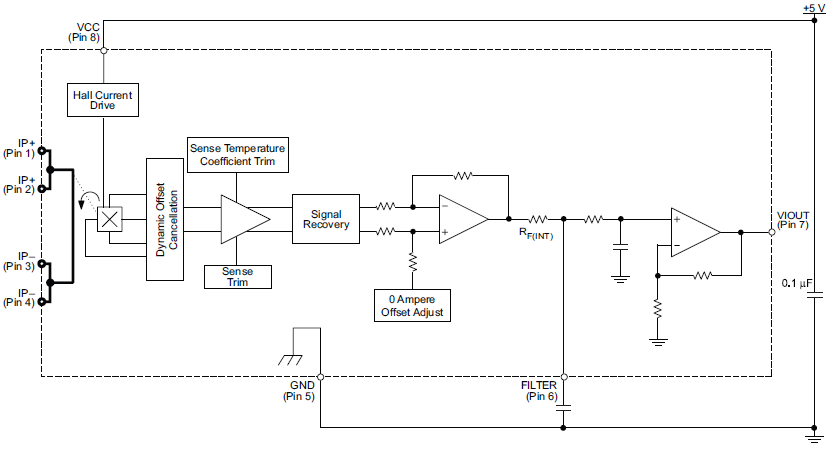 +5 V
VCC
(Pin 8)
Hall Current
Drive
IP+
(Pin 1)
IP+
(Pin 2)
IP−
(Pin 3)
IP−
(Pin 4)
Dynamic Offset
Cancellation
Sense Temperature
Coefficient Trim
Sense
Trim
Signal
Recovery
−
+
0 Ampere
Offset Adjust
RF(INT)
+
−
VIOUT
(Pin 7)
0.1 μF
GND
(Pin 5)
FILTER
(Pin 6)